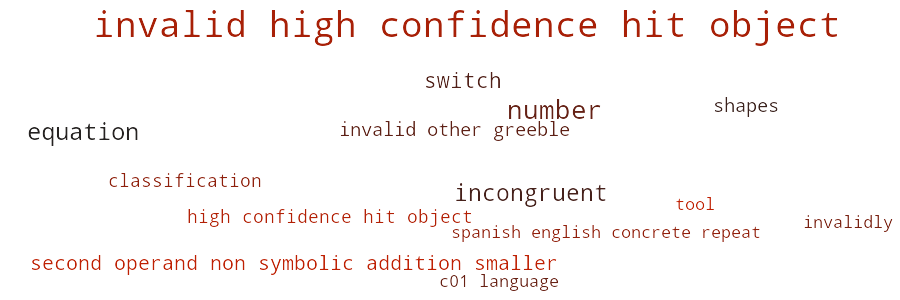 invalid high confidence hit object
switch
number
shapes
equation
invalid other greeble
classification
incongruent
tool
high confidence hit object
invalidly
spanish english concrete repeat
second operand non symbolic addition smaller
c01 language